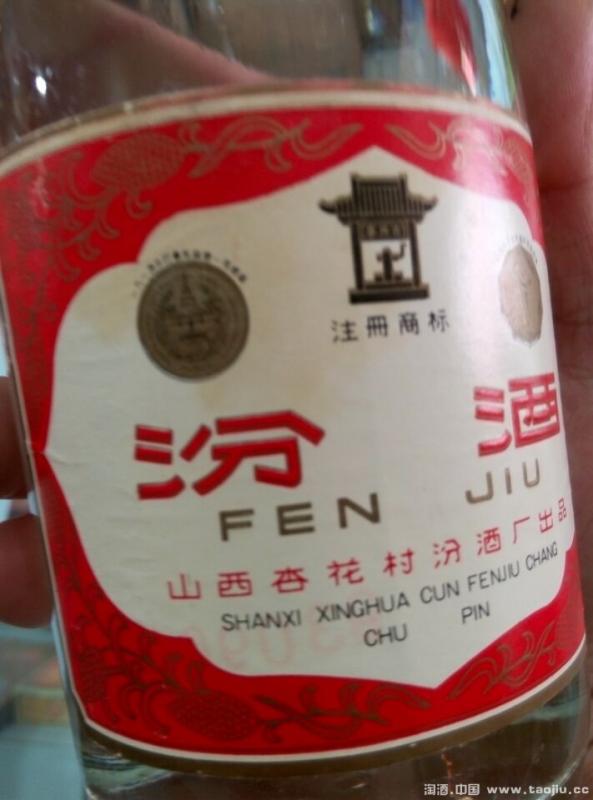 注册商标
汾 酒
FEN JIU
山西杏花村汾酒厂出品
SHANXI XINGHUA CUN FENJIU CHANG
CHU PIN
淘酒.中国 www.taojiu.cc